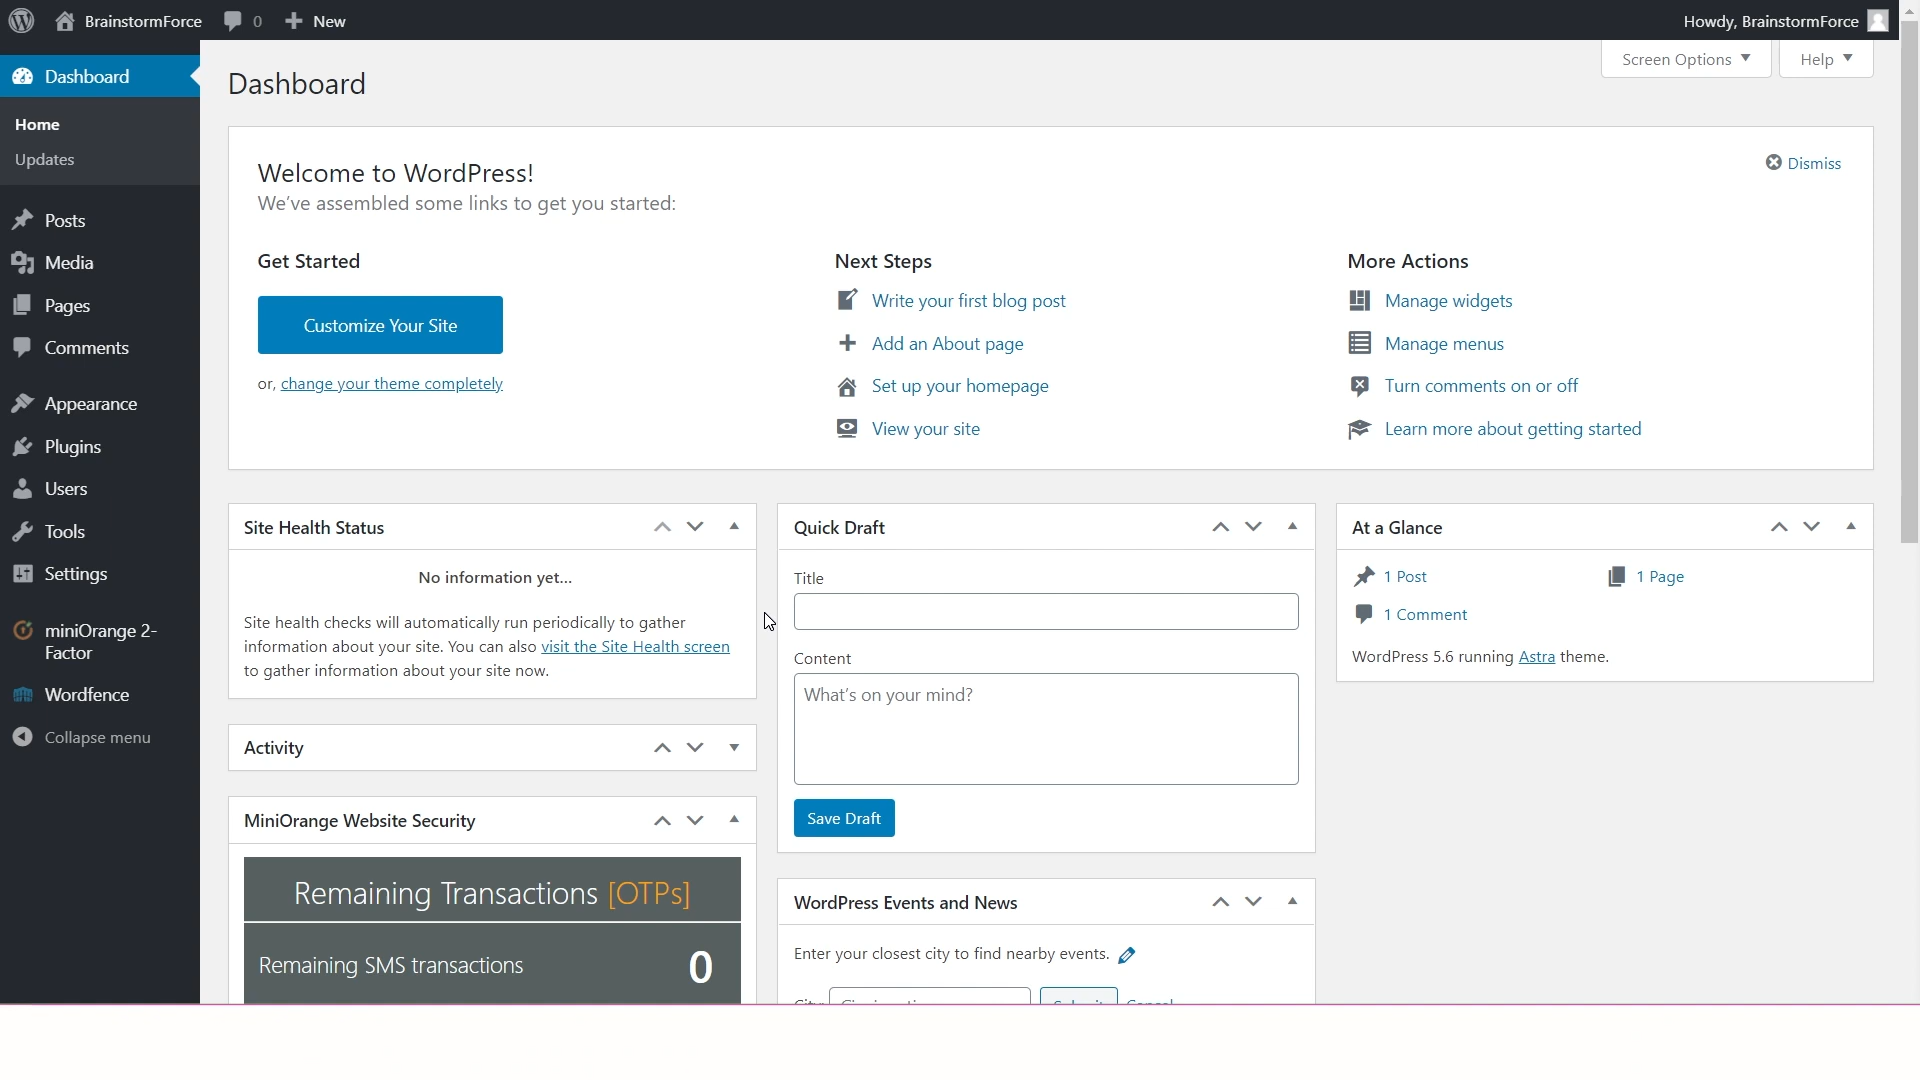 BrainstormForce 0 New Howdy, BrainstormForce
Dashboard
Home
Updates
Posts
Media
Pages
Comments
Appearance
Plugins
Users
Tools
Settings
miniOrange 2-
Factor
Wordfence
Collapse menu
Screen Options Help
Dashboard
Welcome to WordPress!
Dismiss
We've assembled some links to get you started:
Get Started
Customize Your Site
or, change your theme completely
Next Steps
Write your first blog post
Add an About page
Set up your homepage
View your site
More Actions
Manage widgets
Manage menus
Turn comments on or off
Learn more about getting started
Site Health Status
No information yet...
Site health checks will automatically run periodically to gather
information about your site. You can also visit the Site Health screen
to gather information about your site now.
Activity
MiniOrange Website Security
Remaining Transactions [OTPs]
Remaining SMS transactions 0
Quick Draft
Title
Content
What's on your mind?
Save Draft
WordPress Events and News
Enter your closest city to find nearby events.
At a Glance
1 Post 1 Page
1 Comment
WordPress 5.6 running Astra theme.